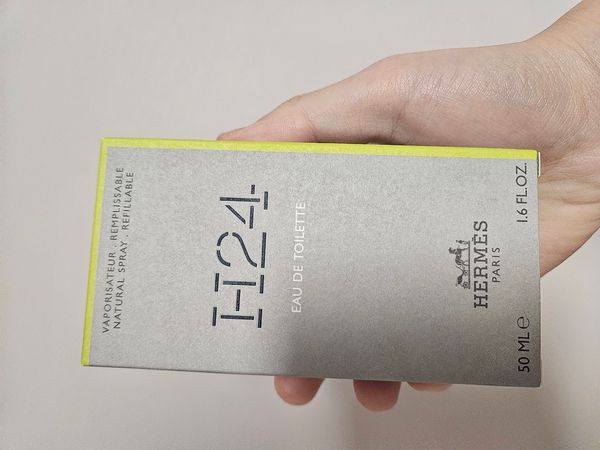 VAPORISATEUR · REMPLISSABLE
NATURAL SPRAY · REFILLABLE
H24
EAU DE TOILETTE
HERMÈS
PARIS
50 ML e 1.6 FL.OZ.